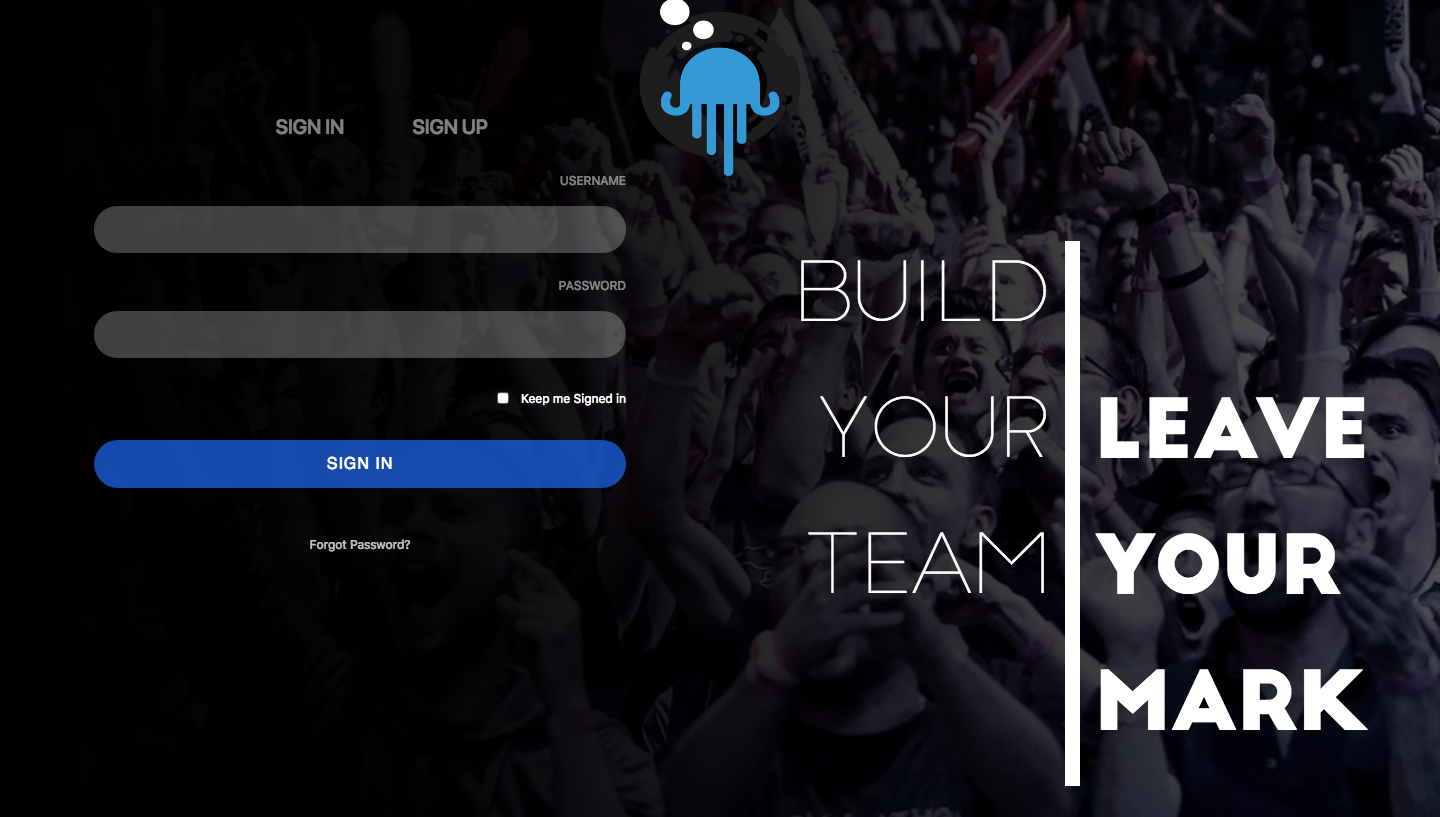 SIGN IN SIGN UP
USERNAME
PASSWORD
Keep me Signed in
SIGN IN
Forgot Password?
BUILD
YOUR
TEAM
LEAVE
YOUR
MARK